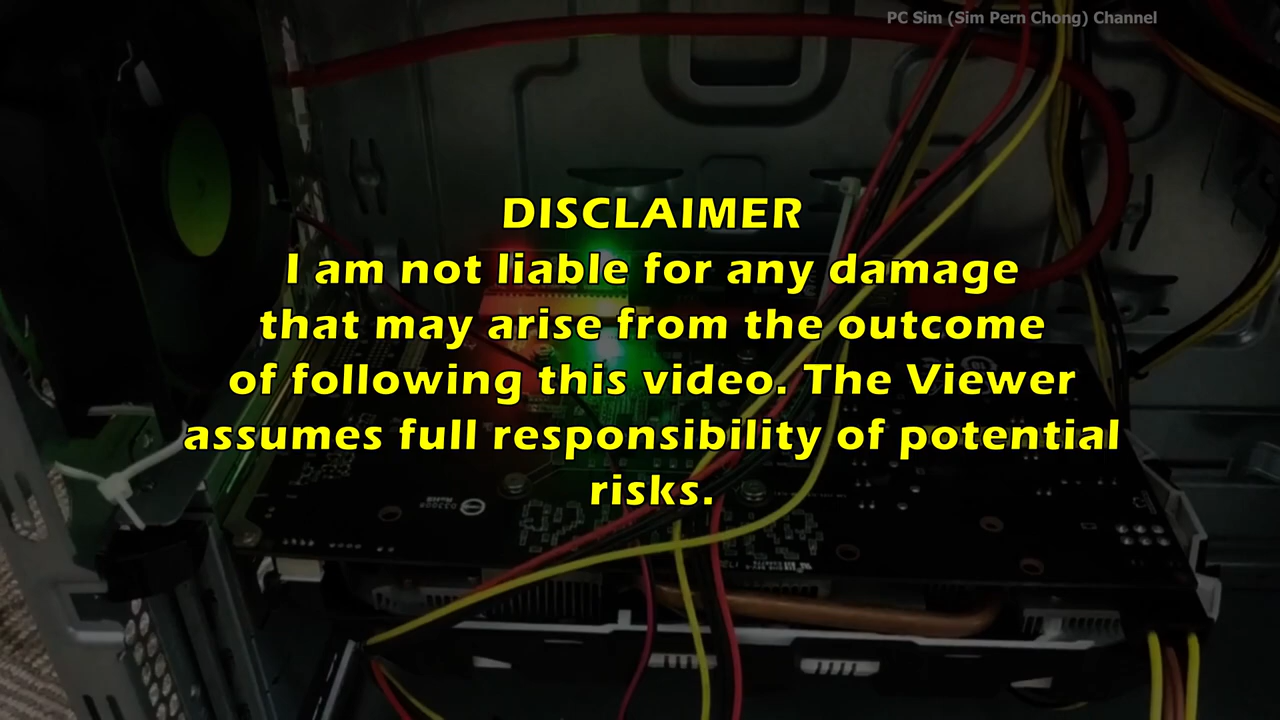 PC Sim (Sim Pern Chong) Channel
DISCLAIMER
I am not liable for any damage
that may arise from the outcome
of following this video. The Viewer
assumes full responsibility of potential
risks.